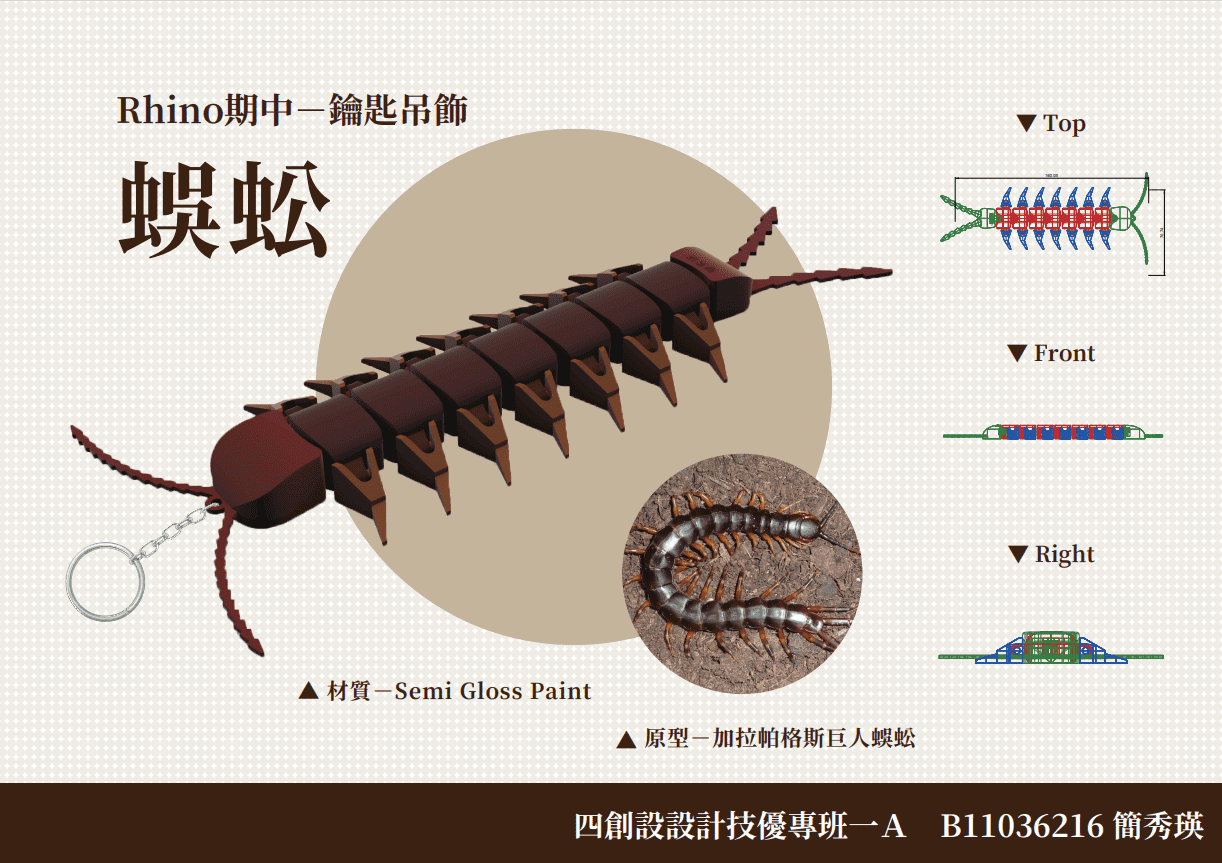 Rhino期中－鑰匙吊飾
蜈蚣
▼ Top
▼ Front
▼ Right
▲ 材質－Semi Gloss Paint
▲ 原型－加拉帕格斯巨人蜈蚣
四創設設計技優專班一A　B11036216 簡秀瑛